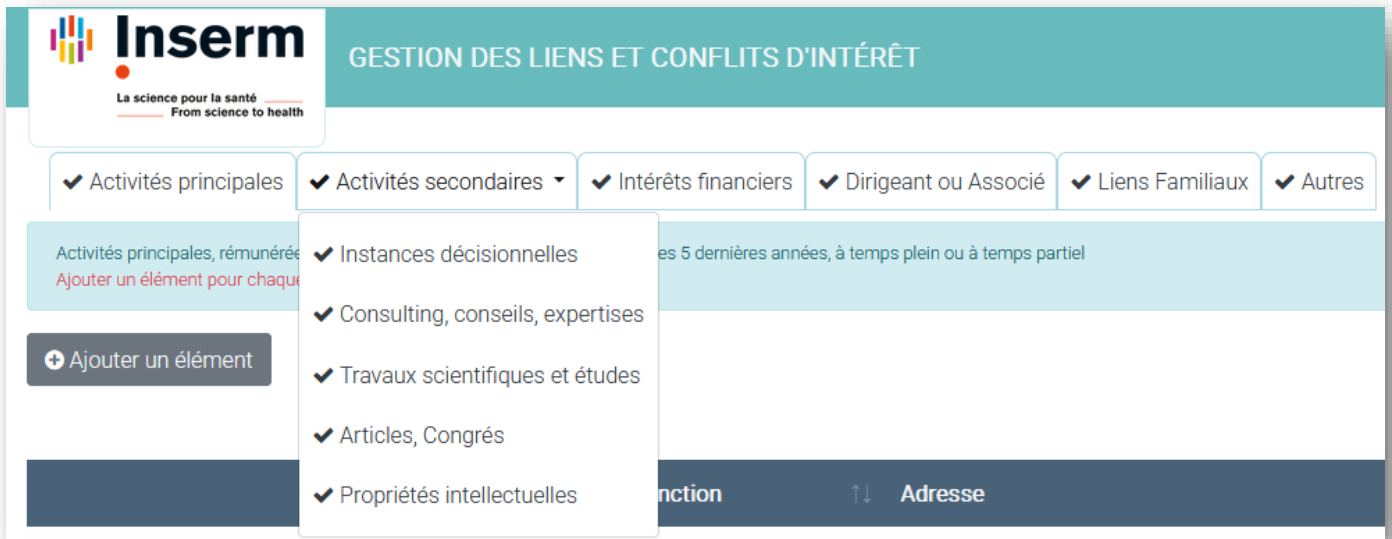 Inserm
La science pour la santé
From science to health
GESTION DES LIENS ET CONFLITS D'INTÉRÊT
Activités principales
Activités secondaires
Intérêts financiers
Dirigeant ou Associé
Liens Familiaux
Autres
Activités principales, es 5 dernières années, à temps plein ou à temps partiel
Ajouter un élément pour
Instances décisionnelles
Consulting, conseils, expertises
Travaux scientifiques et études
Articles, Congrés
Propriétés intellectuelles
Ajouter un élément
nction Adresse